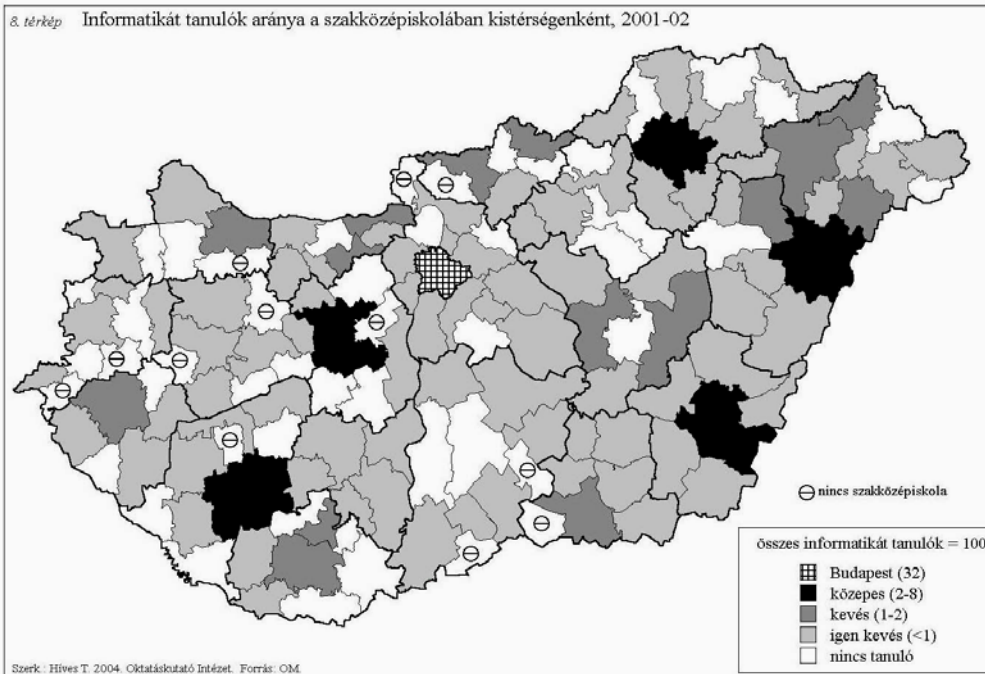 8. térkép Informatikát tanulók aránya a szakközépiskolában kistérségenként, 2001-02
nincs szakközépiskola
összes informatikát tanulók = 100
Budapest (32)
közepes (2-8)
kevés (1-2)
igen kevés (<1)
nincs tanuló
Szerk.: Híves T. 2004. Oktatáskutató Intézet. Forrás: OM.